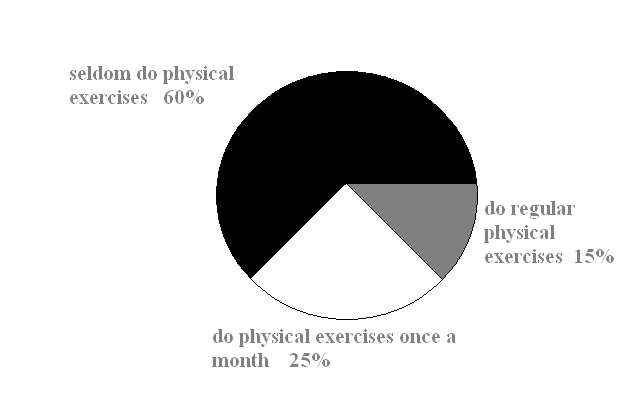 seldom do physical
exercises 60%
do regular
physical
exercises 15%
do physical exercises once a
month 25%